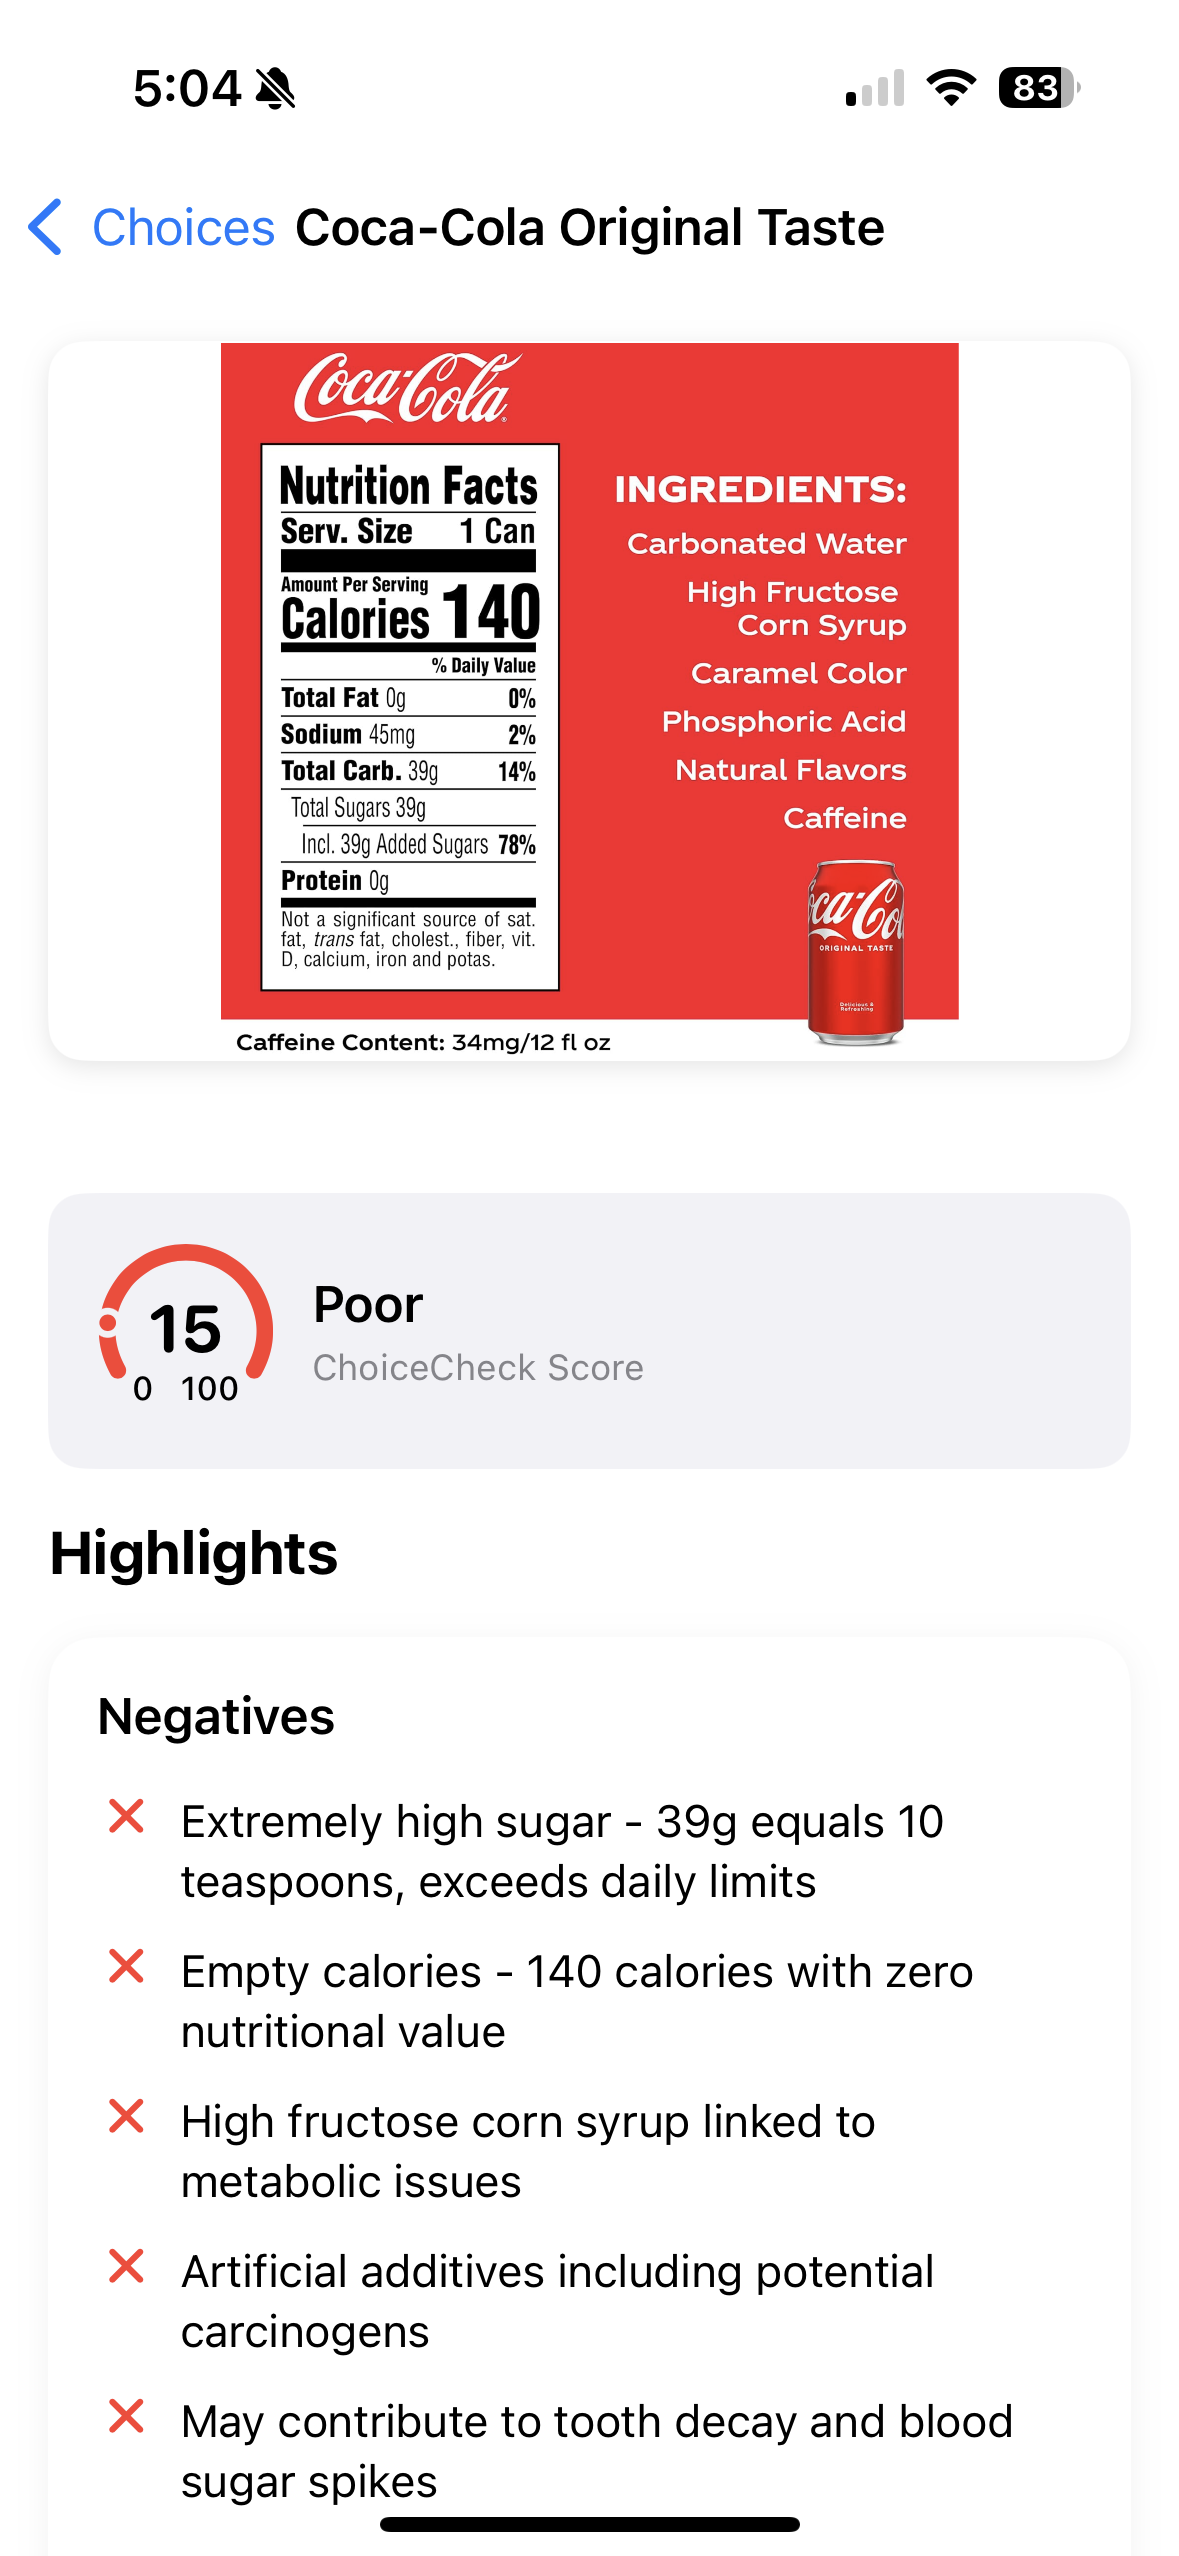 5:04
83
Choices Coca-Cola Original Taste
Coca-Cola
Nutrition Facts
Serv. Size 1 Can
Amount Per Serving
Calories 140
% Daily Value
Total Fat 0g 0%
Sodium 45mg 2%
Total Carb. 39g 14%
Total Sugars 39g
Incl. 39g Added Sugars 78%
Protein 0g
Not a significant source of sat.
fat, trans fat, cholest., fiber, vit.
D, calcium, iron and potas.
INGREDIENTS:
Carbonated Water
High Fructose
Corn Syrup
Caramel Color
Phosphoric Acid
Natural Flavors
Caffeine
ca-Col
ORIGINAL TASTE
Delicious &
Refreshing
Caffeine Content: 34mg/12 fl oz
15
0 100
Poor
ChoiceCheck Score
Highlights
Negatives
Extremely high sugar - 39g equals 10
teaspoons, exceeds daily limits
Empty calories - 140 calories with zero
nutritional value
High fructose corn syrup linked to
metabolic issues
Artificial additives including potential
carcinogens
May contribute to tooth decay and blood
sugar spikes